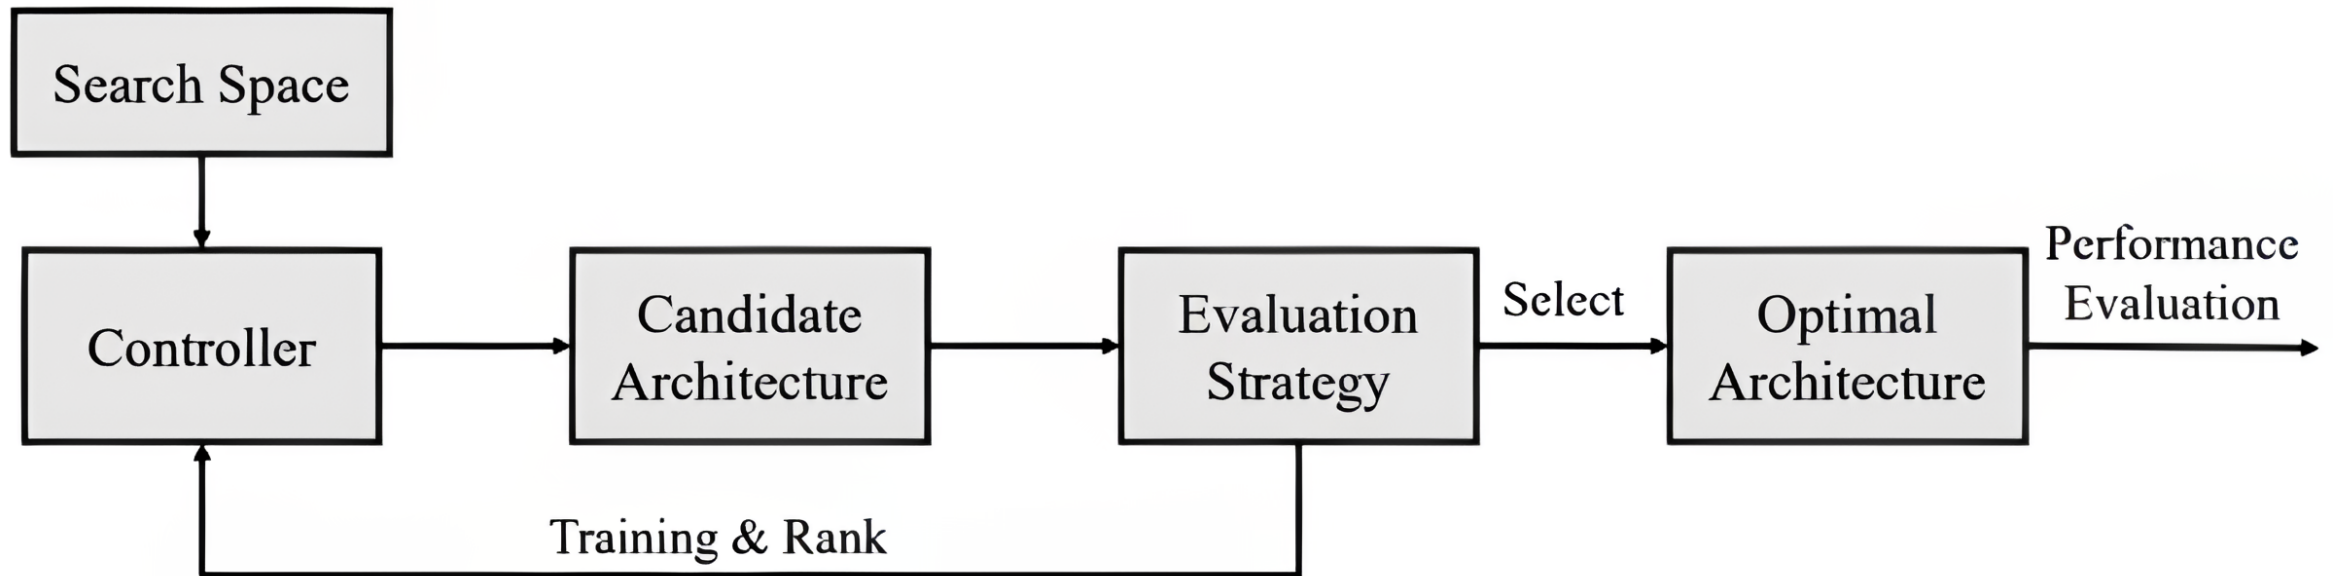 Search Space
Controller
Candidate
Architecture
Evaluation
Strategy
Select
Optimal
Architecture
Performance
Evaluation
Training & Rank